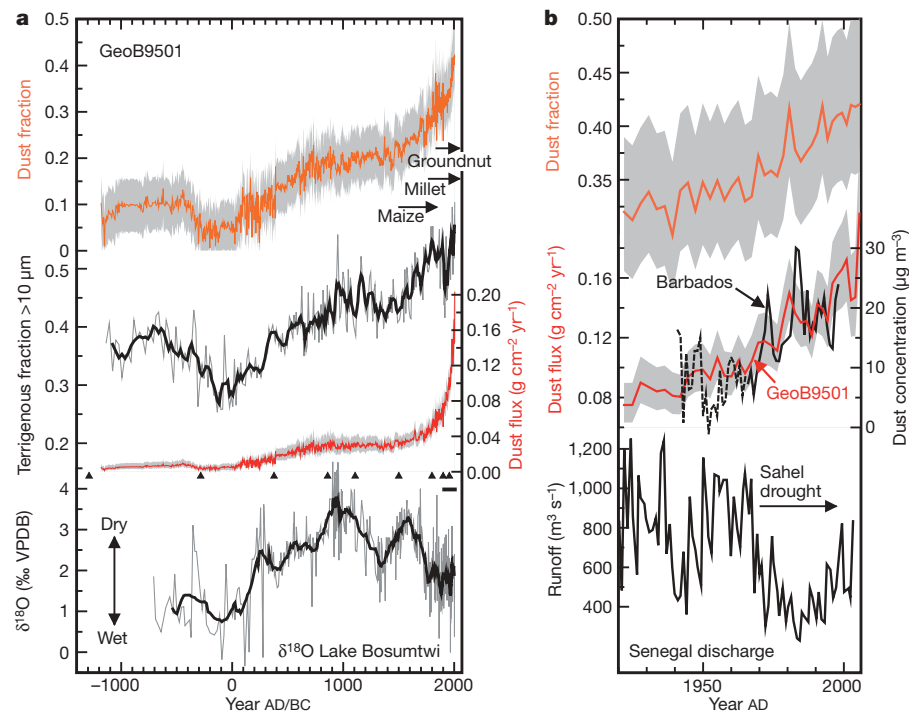 a
GeoB9501
Dust fraction
0.5
0.4
0.3
0.2
0.1
0
Groundnut
Millet
Maize
Terrigenous fraction >10 µm
0.5
0.4
0.3
0.2
0.20
0.16
0.12
0.08
0.04
0.00
Dust flux (g cm⁻² yr⁻¹)
δ¹⁸O (‰ VPDB)
4
3
2
1
0
Dry
Wet
δ¹⁸O Lake Bosumtwi
−1000 0 1000 2000
Year AD/BC
b
Dust fraction
0.50
0.45
0.40
0.35
Dust flux (g cm⁻² yr⁻¹)
0.16
0.12
0.08
Barbados
GeoB9501
30
20
10
0
Dust concentration (µg m⁻³)
Runoff (m³ s⁻¹)
1,200
1,000
800
600
400
Sahel
drought
Senegal discharge
1950 2000
Year AD